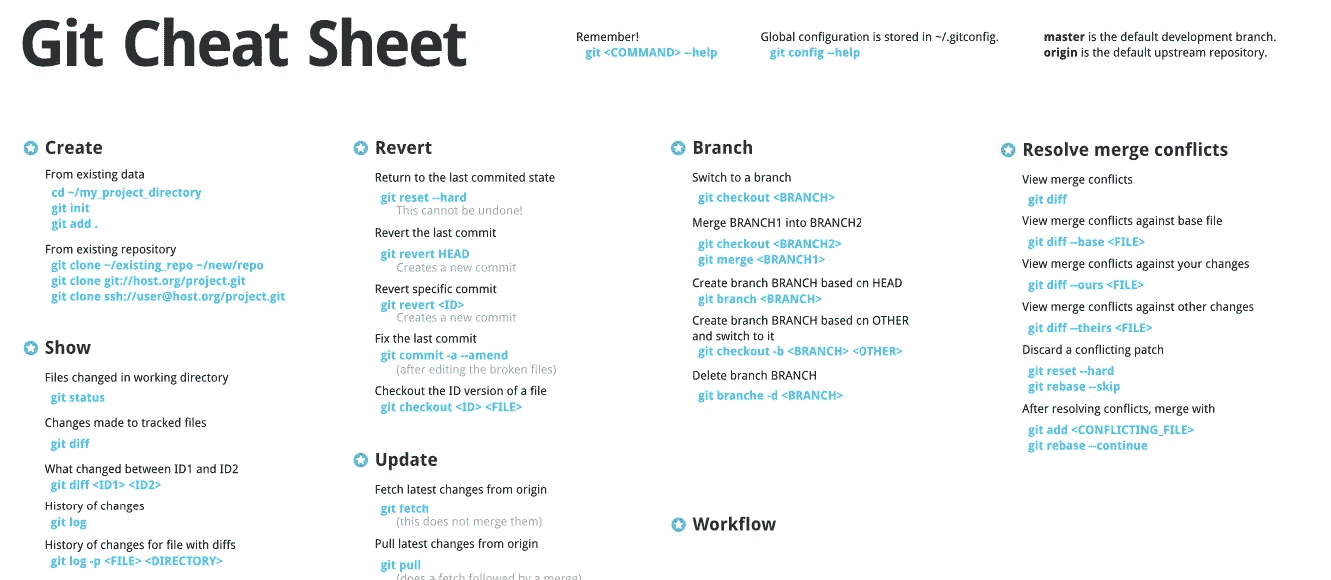 Git Cheat Sheet
Remember!
git <COMMAND> --help
Global configuration is stored in ~/.gitconfig.
git config --help
master is the default development branch.
origin is the default upstream repository.
Create
From existing data
cd ~/my_project_directory
git init
git add .
From existing repository
git clone ~/existing_repo ~/new/repo
git clone git://host.org/project.git
git clone ssh://user@host.org/project.git
Show
Files changed in working directory
git status
Changes made to tracked files
git diff
What changed between ID1 and ID2
git diff <ID1> <ID2>
History of changes
git log
History of changes for file with diffs
git log -p <FILE> <DIRECTORY>
Revert
Return to the last commited state
git reset --hard
This cannot be undone!
Revert the last commit
git revert HEAD
Creates a new commit
Revert specific commit
git revert <ID>
Creates a new commit
Fix the last commit
git commit -a --amend
(after editing the broken files)
Checkout the ID version of a file
git checkout <ID> <FILE>
Update
Fetch latest changes from origin
git fetch
(this does not merge them)
Pull latest changes from origin
git pull
(does a fetch followed by a merge)
Branch
Switch to a branch
git checkout <BRANCH>
Merge BRANCH1 into BRANCH2
git checkout <BRANCH2>
git merge <BRANCH1>
Create branch BRANCH based on HEAD
git branch <BRANCH>
Create branch BRANCH based on OTHER
and switch to it
git checkout -b <BRANCH> <OTHER>
Delete branch BRANCH
git branche -d <BRANCH>
Workflow
Resolve merge conflicts
View merge conflicts
git diff
View merge conflicts against base file
git diff --base <FILE>
View merge conflicts against your changes
git diff --ours <FILE>
View merge conflicts against other changes
git diff --theirs <FILE>
Discard a conflicting patch
git reset --hard
git rebase --skip
After resolving conflicts, merge with
git add <CONFLICTING_FILE>
git rebase --continue